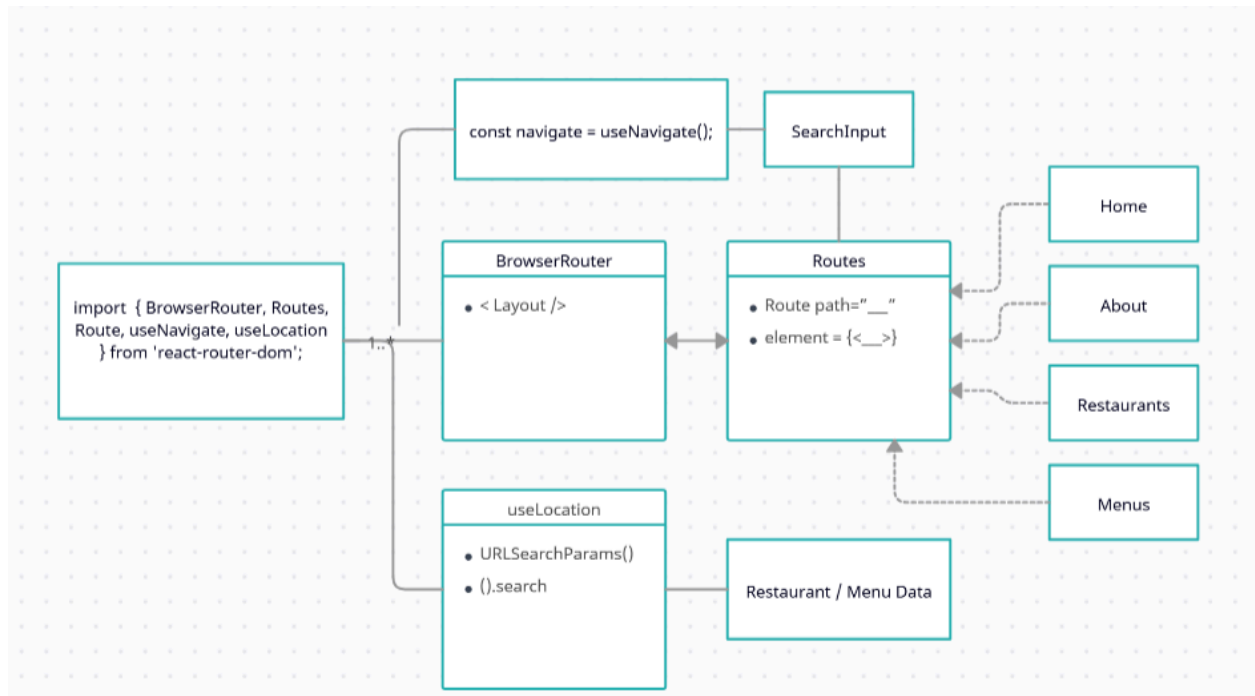 const navigate = useNavigate();
SearchInput
Home
BrowserRouter
Routes
import { BrowserRouter, Routes,
Route, useNavigate, useLocation
} from 'react-router-dom';
1..*
• < Layout />
• Route path=”__”
• element = {<__>}
About
Restaurants
Menus
useLocation
• URLSearchParams()
• ().search
Restaurant / Menu Data